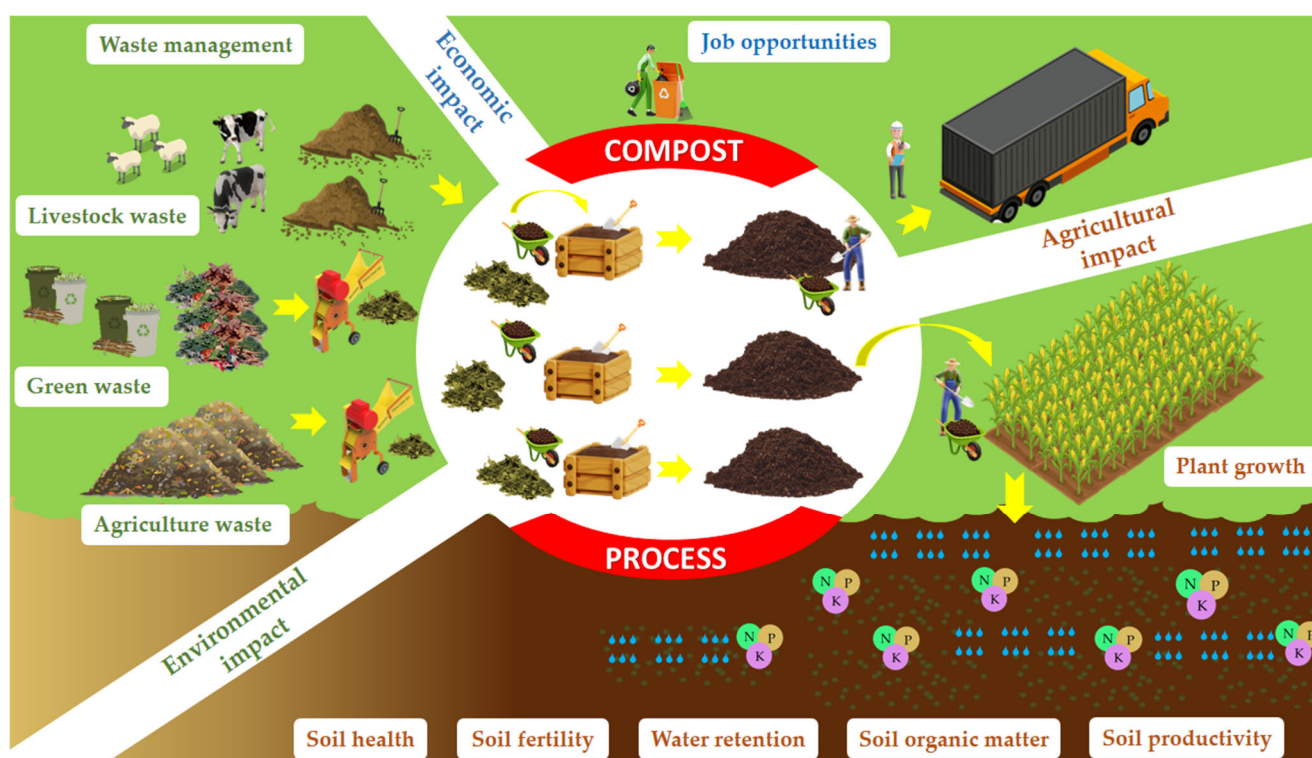 Waste management
Economic
impact
Job opportunities
COMPOST
Livestock waste
Agricultural
impact
Green waste
Plant growth
Agriculture waste
PROCESS
Environmental
impact
N P
K
N P
K
N P
K
N P
K
N P
K
N P
K
N P
K
Soil health
Soil fertility
Water retention
Soil organic matter
Soil productivity